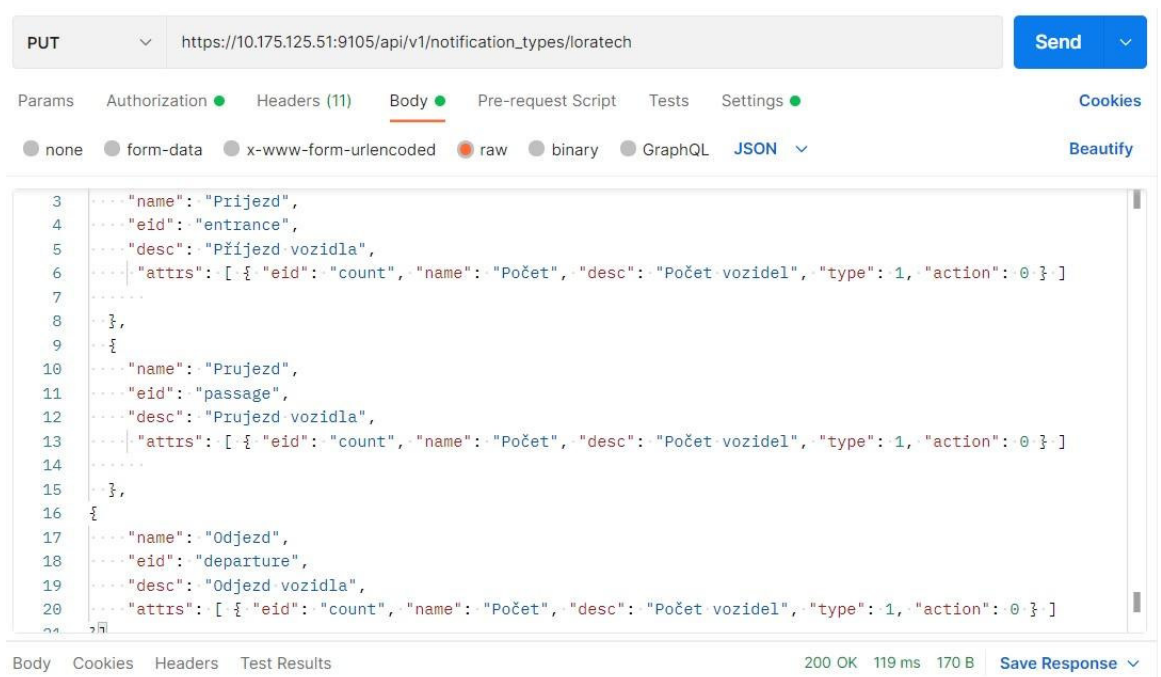 PUT https://10.175.125.51:9105/api/v1/notification_types/loratech Send
Params Authorization Headers (11) Body Pre-request Script Tests Settings Cookies
none form-data x-www-form-urlencoded raw binary GraphQL JSON Beautify
3 "name": "Prijezd",
4 "eid": "entrance",
5 "desc": "Příjezd vozidla",
6 "attrs": [ { "eid": "count", "name": "Počet", "desc": "Počet vozidel", "type": 1, "action": 0 } ]
7
8 },
9 {
10 "name": "Prujezd",
11 "eid": "passage",
12 "desc": "Prujezd vozidla",
13 "attrs": [ { "eid": "count", "name": "Počet", "desc": "Počet vozidel", "type": 1, "action": 0 } ]
14
15 },
16 {
17 "name": "Odjezd",
18 "eid": "departure",
19 "desc": "Odjezd vozidla",
20 "attrs": [ { "eid": "count", "name": "Počet", "desc": "Počet vozidel", "type": 1, "action": 0 } ]
Body Cookies Headers Test Results 200 OK 119 ms 170 B Save Response